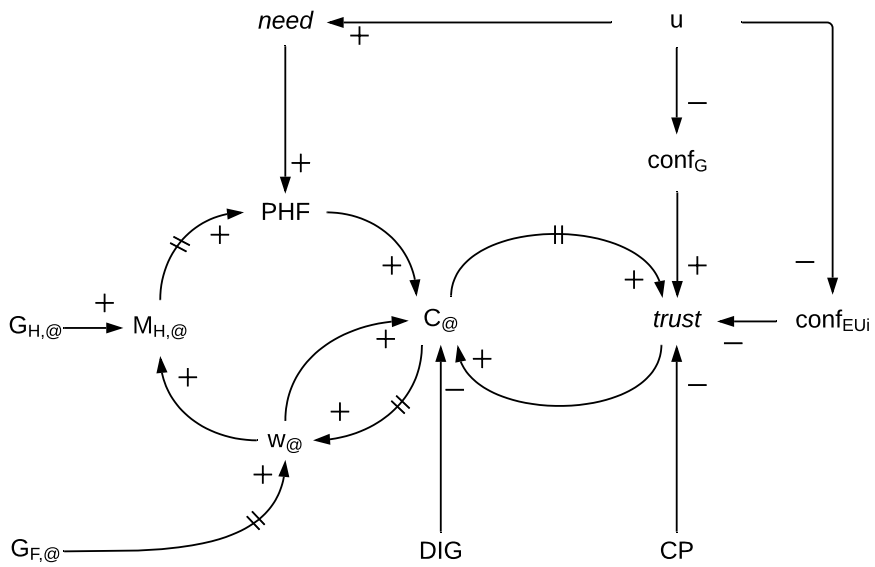 need
u
+
−
conf_G
+
PHF
+
+
+
−
+
+
G_H,@
M_H,@
C_@
trust
conf_EUi
+
+
−
+
−
−
+
w_@
+
G_F,@
DIG
CP